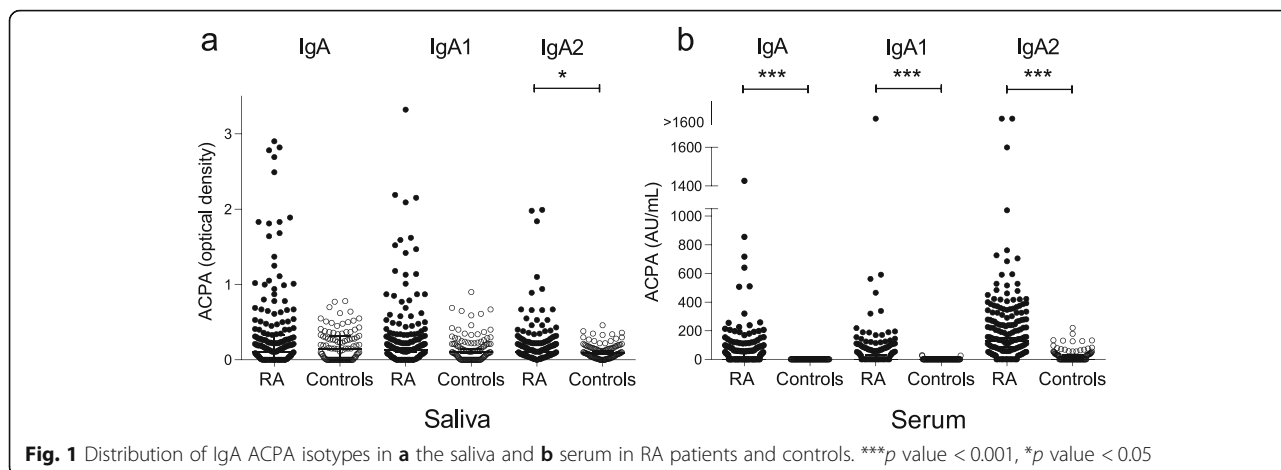 a
IgA IgA1 IgA2
*
ACPA (optical density)
3
2
1
0
RA Controls RA Controls RA Controls
Saliva
b
IgA IgA1 IgA2
*** *** ***
ACPA (AU/mL)
>1600
1600
1400
1000
800
600
400
200
0
RA Controls RA Controls RA Controls
Serum
Fig. 1 Distribution of IgA ACPA isotypes in a the saliva and b serum in RA patients and controls. ***p value < 0.001, *p value < 0.05